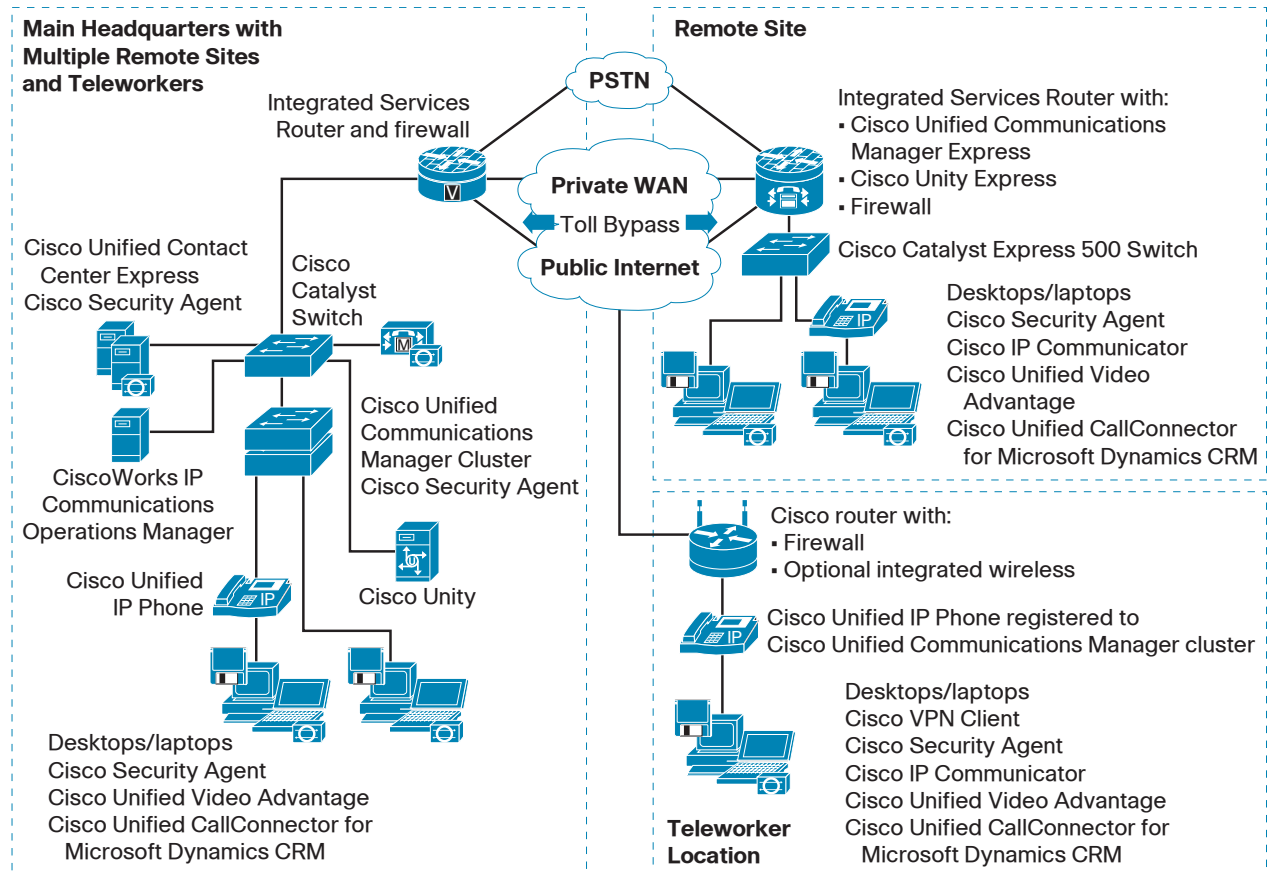 Main Headquarters with
Multiple Remote Sites
and Teleworkers
Integrated Services
Router and firewall
V
PSTN
Private WAN
Toll Bypass
Public Internet
Cisco Unified Contact
Center Express
Cisco Security Agent
Cisco
Catalyst
Switch
M
CiscoWorks IP
Communications
Operations Manager
Cisco Unified
Communications
Manager Cluster
Cisco Security Agent
Cisco Unified
IP Phone
IP
Cisco Unity
Desktops/laptops
Cisco Security Agent
Cisco Unified Video Advantage
Cisco Unified CallConnector for
Microsoft Dynamics CRM
Remote Site
Integrated Services Router with:
▪ Cisco Unified Communications
Manager Express
▪ Cisco Unity Express
▪ Firewall
Cisco Catalyst Express 500 Switch
IP
Desktops/laptops
Cisco Security Agent
Cisco IP Communicator
Cisco Unified Video
Advantage
Cisco Unified CallConnector
for Microsoft Dynamics CRM
Cisco router with:
▪ Firewall
▪ Optional integrated wireless
IP
Cisco Unified IP Phone registered to
Cisco Unified Communications Manager cluster
Desktops/laptops
Cisco VPN Client
Cisco Security Agent
Cisco IP Communicator
Cisco Unified Video Advantage
Cisco Unified CallConnector for
Microsoft Dynamics CRM
Teleworker
Location